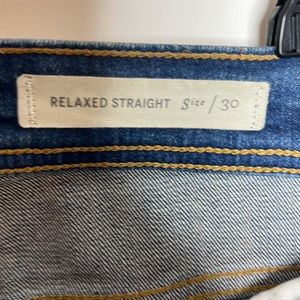 RELAXED STRAIGHT Size / 30